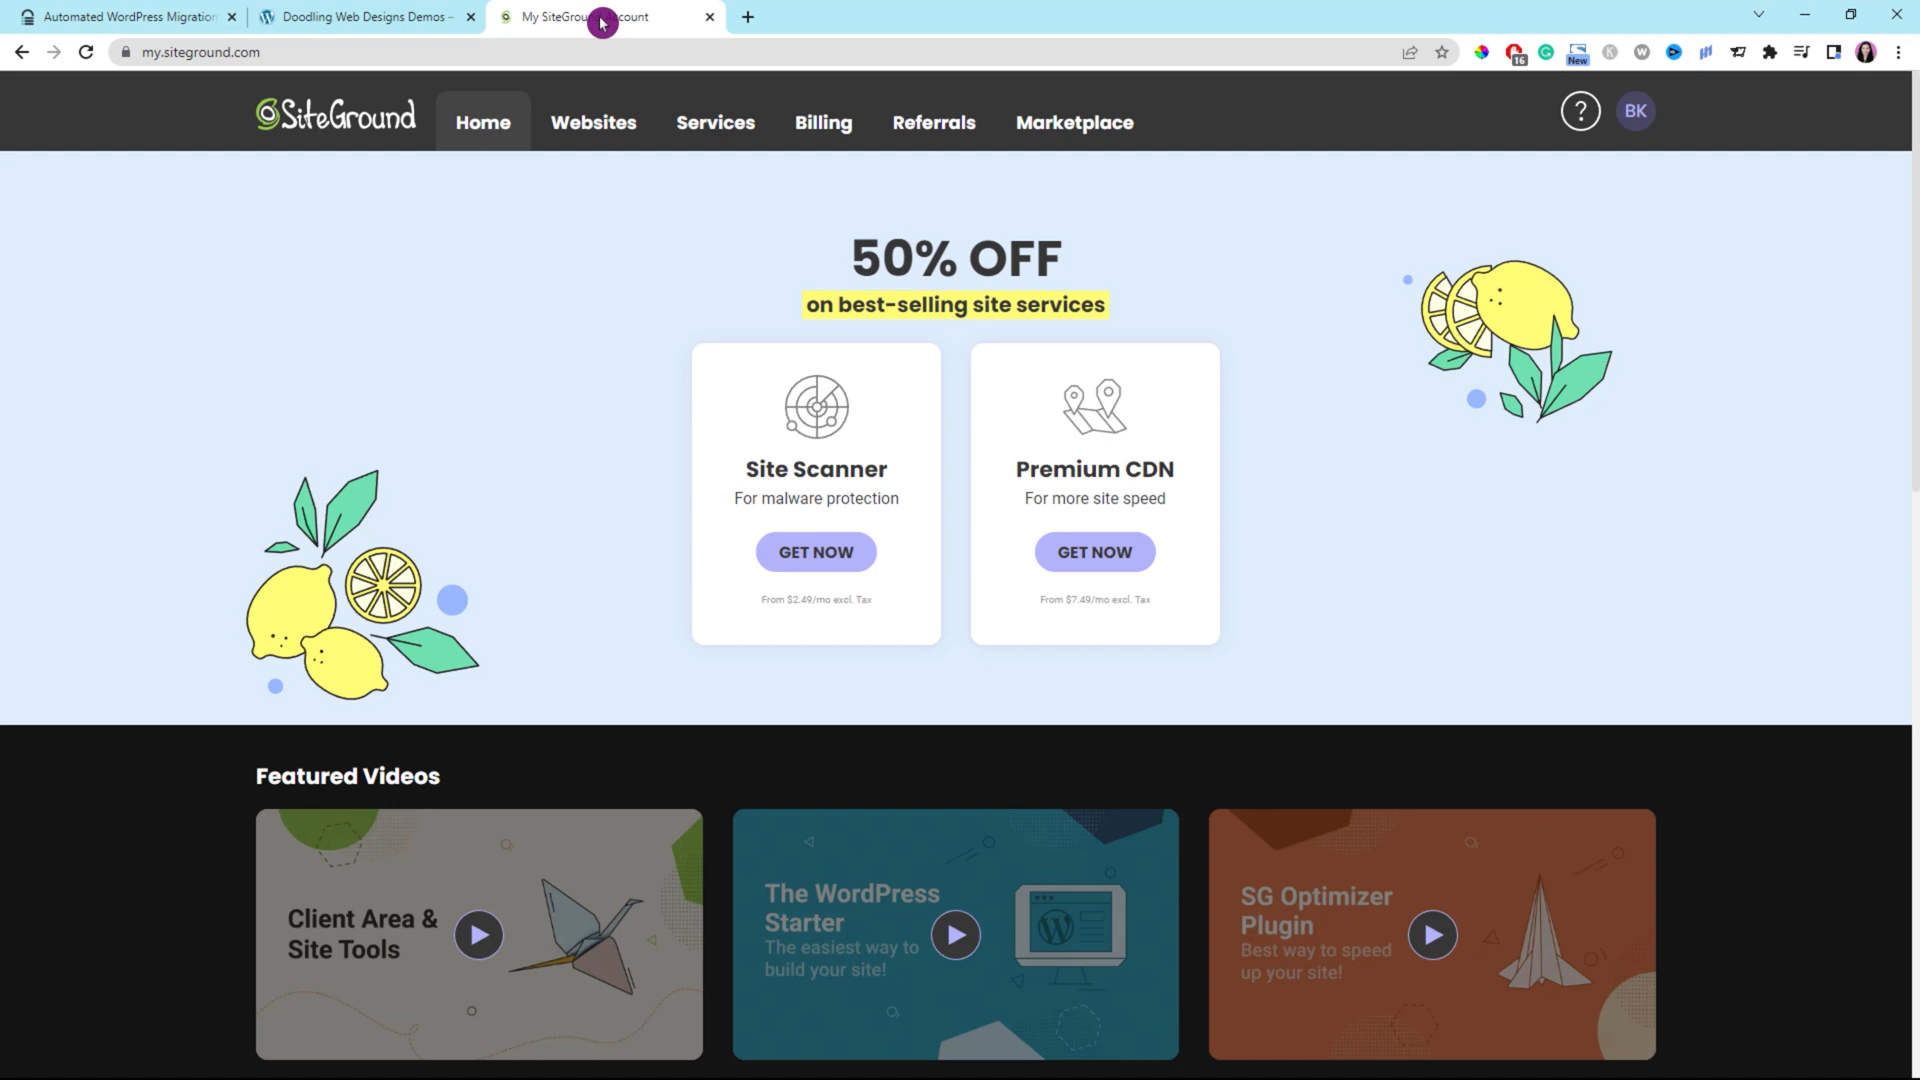 Automated WordPress Migration
Doodling Web Designs Demos –
My SiteGround Account
my.siteground.com
16
New
SiteGround
Home
Websites
Services
Billing
Referrals
Marketplace
?
BK
50% OFF
on best-selling site services
Site Scanner
For malware protection
GET NOW
From $2.49/mo excl. Tax
Premium CDN
For more site speed
GET NOW
From $7.49/mo excl. Tax
Featured Videos
Client Area &
Site Tools
The WordPress
Starter
The easiest way to
build your site!
SG Optimizer
Plugin
Best way to speed
up your site!